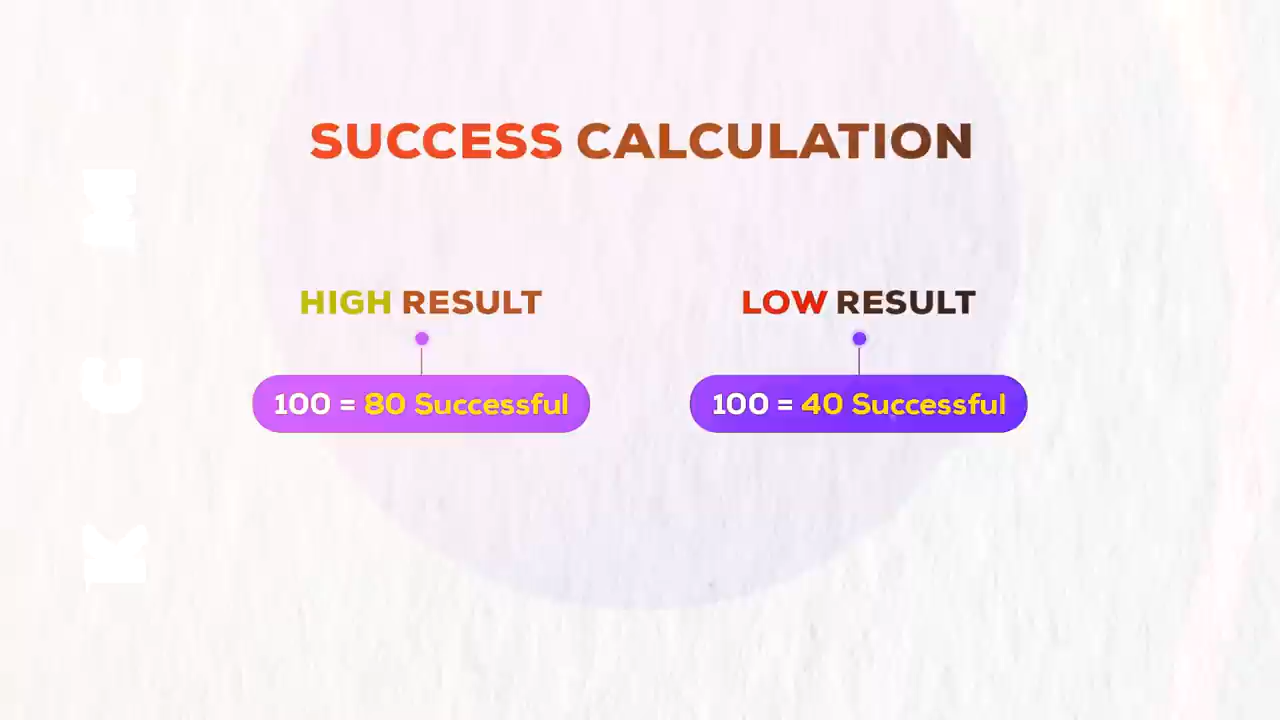 SUCCESS CALCULATION
HIGH RESULT
100 = 80 Successful
LOW RESULT
100 = 40 Successful
K C M